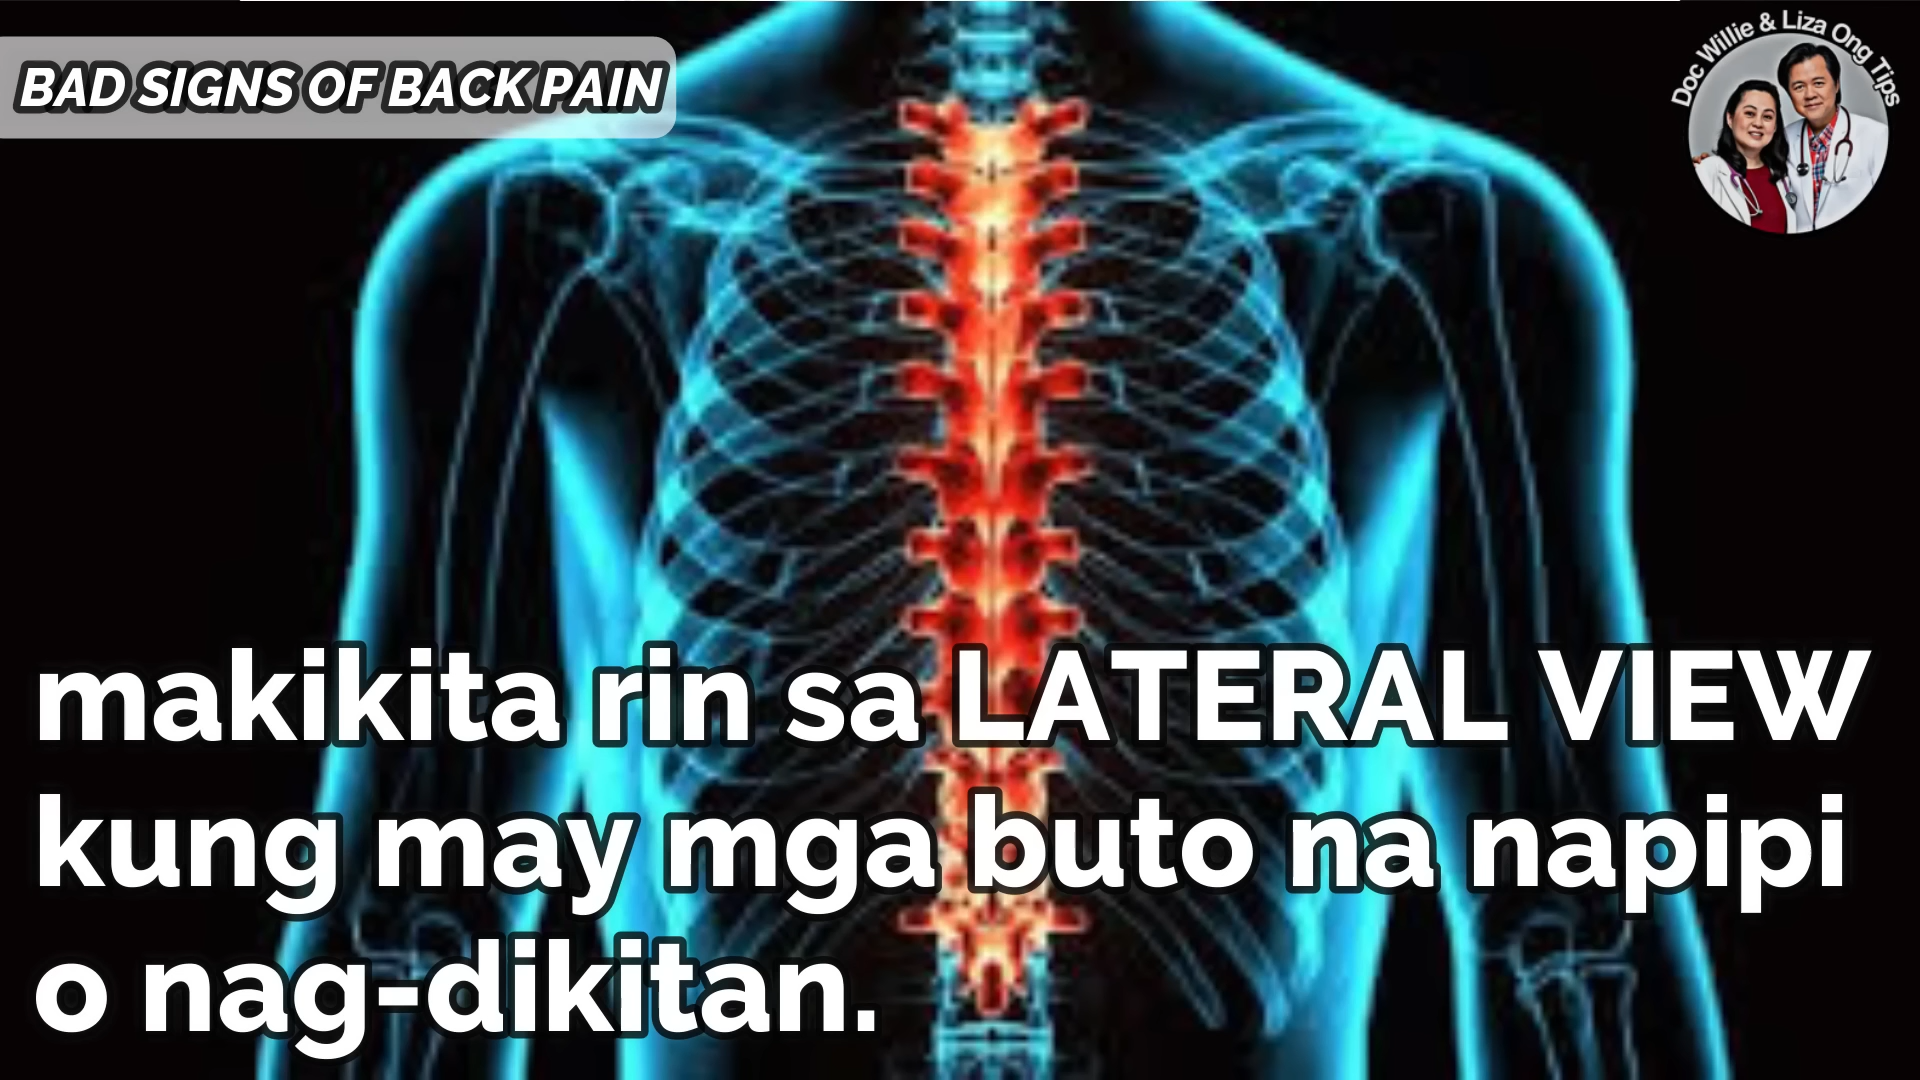 BAD SIGNS OF BACK PAIN
Doc Willie & Liza Ong Tips
makikita rin sa LATERAL VIEW
kung may mga buto na napipi
o nag-dikitan.